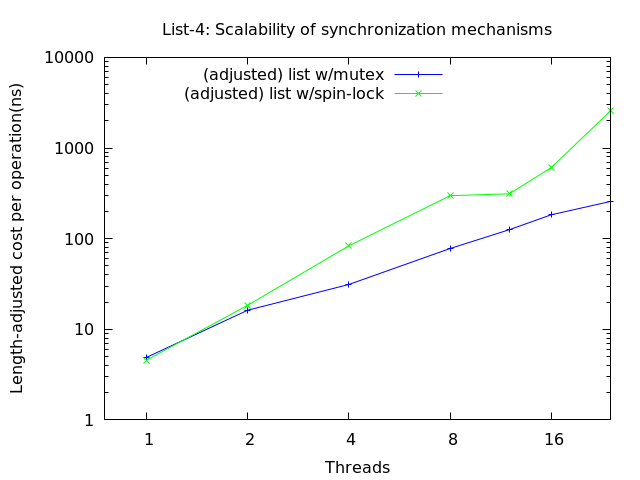 List-4: Scalability of synchronization mechanisms
10000
(adjusted) list w/mutex
(adjusted) list w/spin-lock
1000
100
10
1
Length-adjusted cost per operation(ns)
1 2 4 8 16
Threads